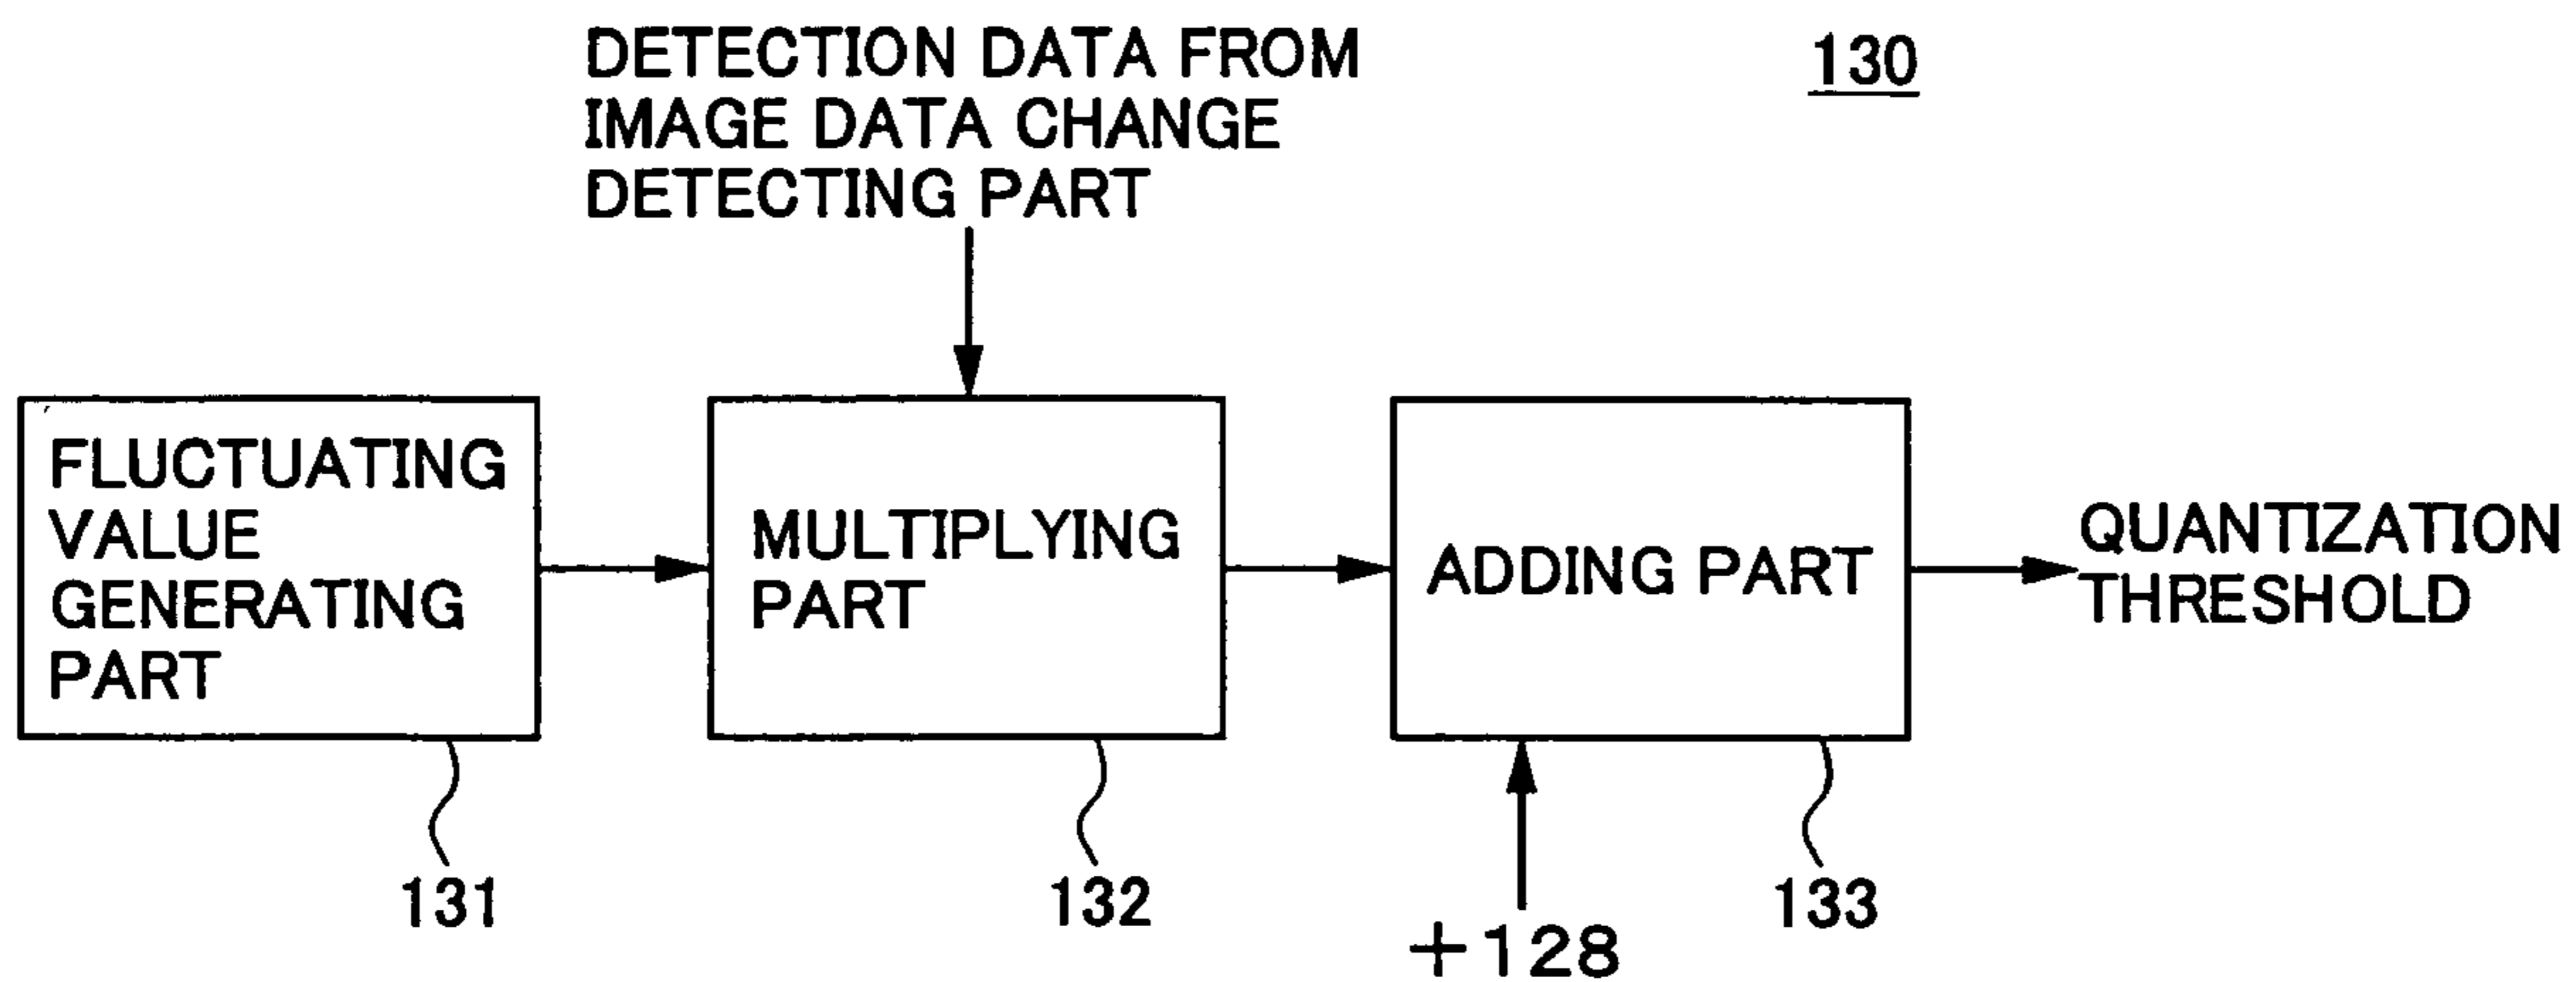 DETECTION DATA FROM
IMAGE DATA CHANGE
DETECTING PART
130
FLUCTUATING
VALUE
GENERATING
PART
MULTIPLYING
PART
ADDING PART
QUANTIZATION
THRESHOLD
131
132
133
+128